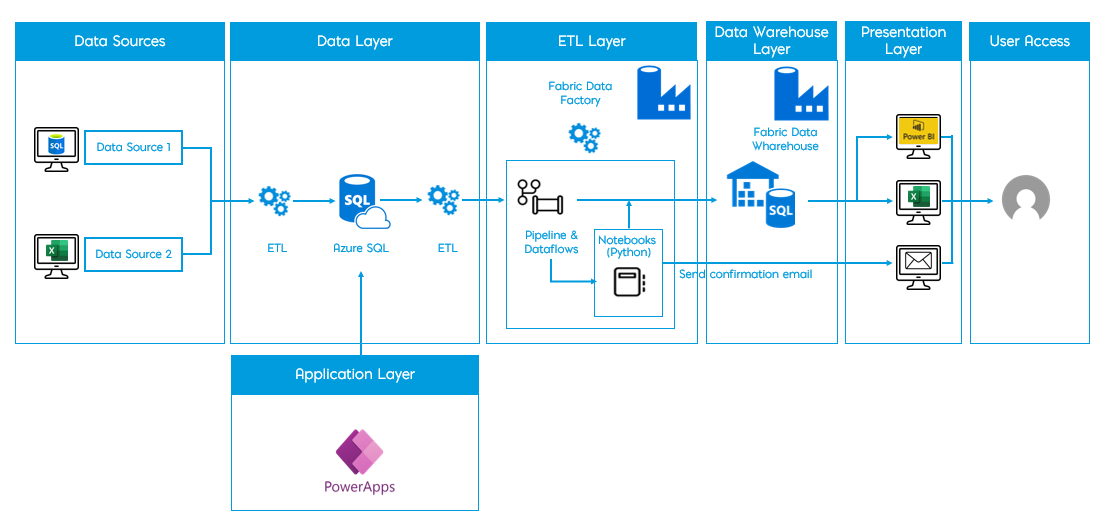 Data Sources
Data Layer
ETL Layer
Data Warehouse
Layer
Presentation
Layer
User Access
SQL
Data Source 1
Data Source 2
ETL
SQL
Azure SQL
ETL
Fabric Data
Factory
Pipeline &
Dataflows
Notebooks
(Python)
Send confirmation email
Fabric Data
Wharehouse
SQL
Power BI
Application Layer
PowerApps